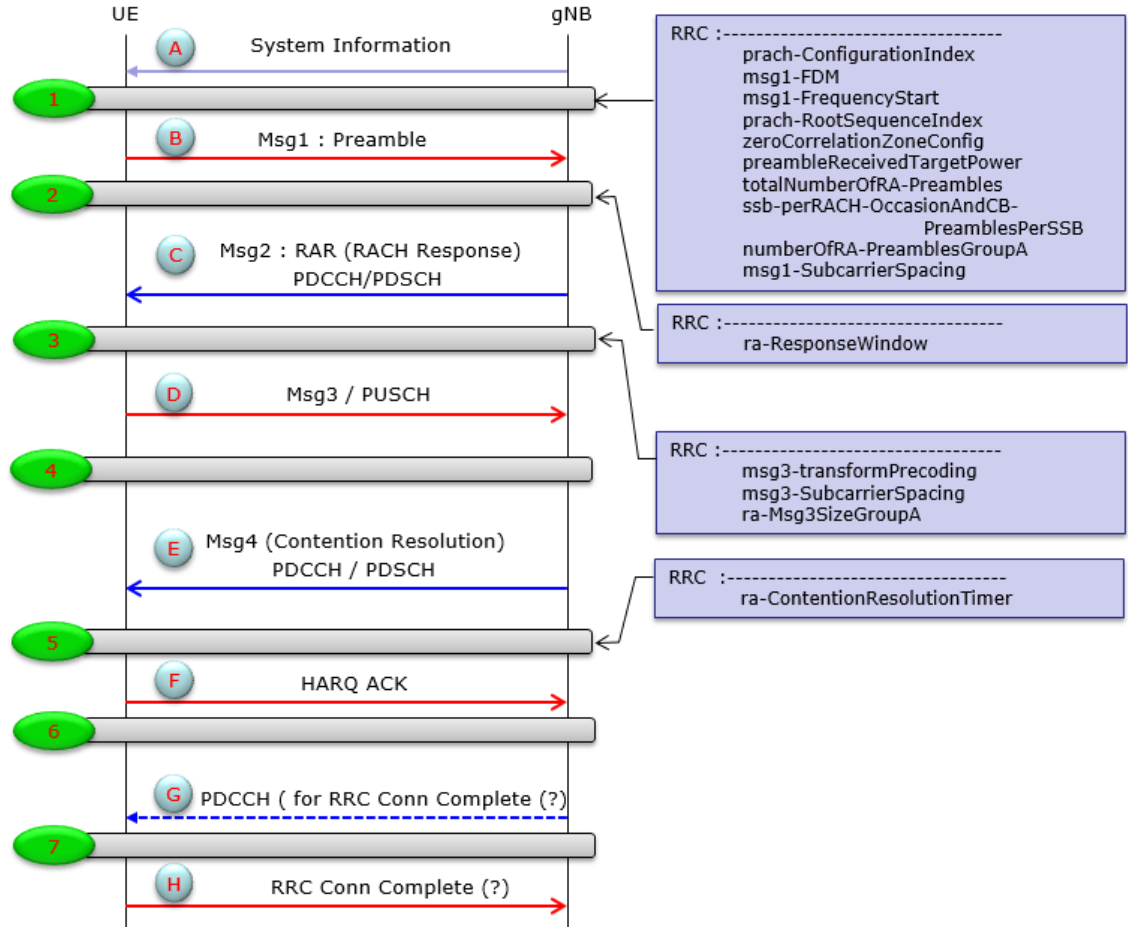 UE
gNB
A
System Information
1
B
Msg1 : Preamble
2
C
Msg2 : RAR (RACH Response)
PDCCH/PDSCH
3
D
Msg3 / PUSCH
4
E
Msg4 (Contention Resolution)
PDCCH / PDSCH
5
F
HARQ ACK
6
G
PDCCH ( for RRC Conn Complete (?)
7
H
RRC Conn Complete (?)
RRC :----------------------------------
prach-ConfigurationIndex
msg1-FDM
msg1-FrequencyStart
prach-RootSequenceIndex
zeroCorrelationZoneConfig
preambleReceivedTargetPower
totalNumberOfRA-Preambles
ssb-perRACH-OccasionAndCB-
PreamblesPerSSB
numberOfRA-PreamblesGroupA
msg1-SubcarrierSpacing
RRC :----------------------------------
ra-ResponseWindow
RRC :----------------------------------
msg3-transformPrecoding
msg3-SubcarrierSpacing
ra-Msg3SizeGroupA
RRC  :----------------------------------
ra-ContentionResolutionTimer